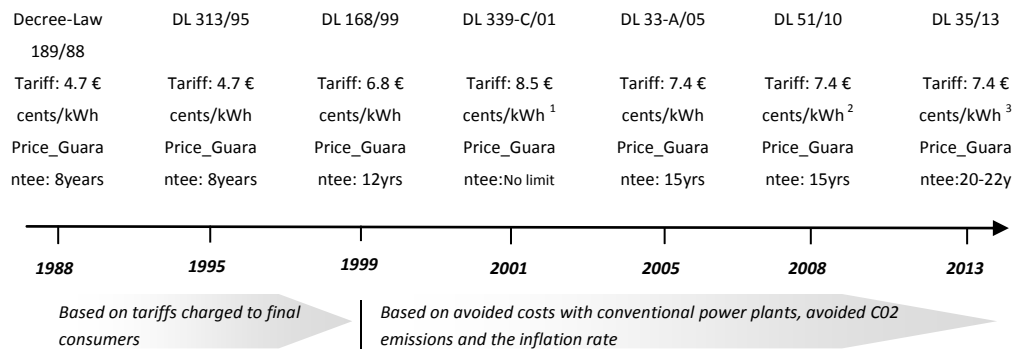 Decree-Law
189/88
Tariff: 4.7 €
cents/kWh
Price_Guara
ntee: 8years
DL 313/95
Tariff: 4.7 €
cents/kWh
Price_Guara
ntee: 8years
DL 168/99
Tariff: 6.8 €
cents/kWh
Price_Guara
ntee: 12yrs
DL 339-C/01
Tariff: 8.5 €
cents/kWh 1
Price_Guara
ntee:No limit
DL 33-A/05
Tariff: 7.4 €
cents/kWh
Price_Guara
ntee: 15yrs
DL 51/10
Tariff: 7.4 €
cents/kWh 2
Price_Guara
ntee: 15yrs
DL 35/13
Tariff: 7.4 €
cents/kWh 3
Price_Guara
ntee:20-22y
1988
1995
1999
2001
2005
2008
2013
Based on tariffs charged to final
consumers
Based on avoided costs with conventional power plants, avoided C02
emissions and the inflation rate